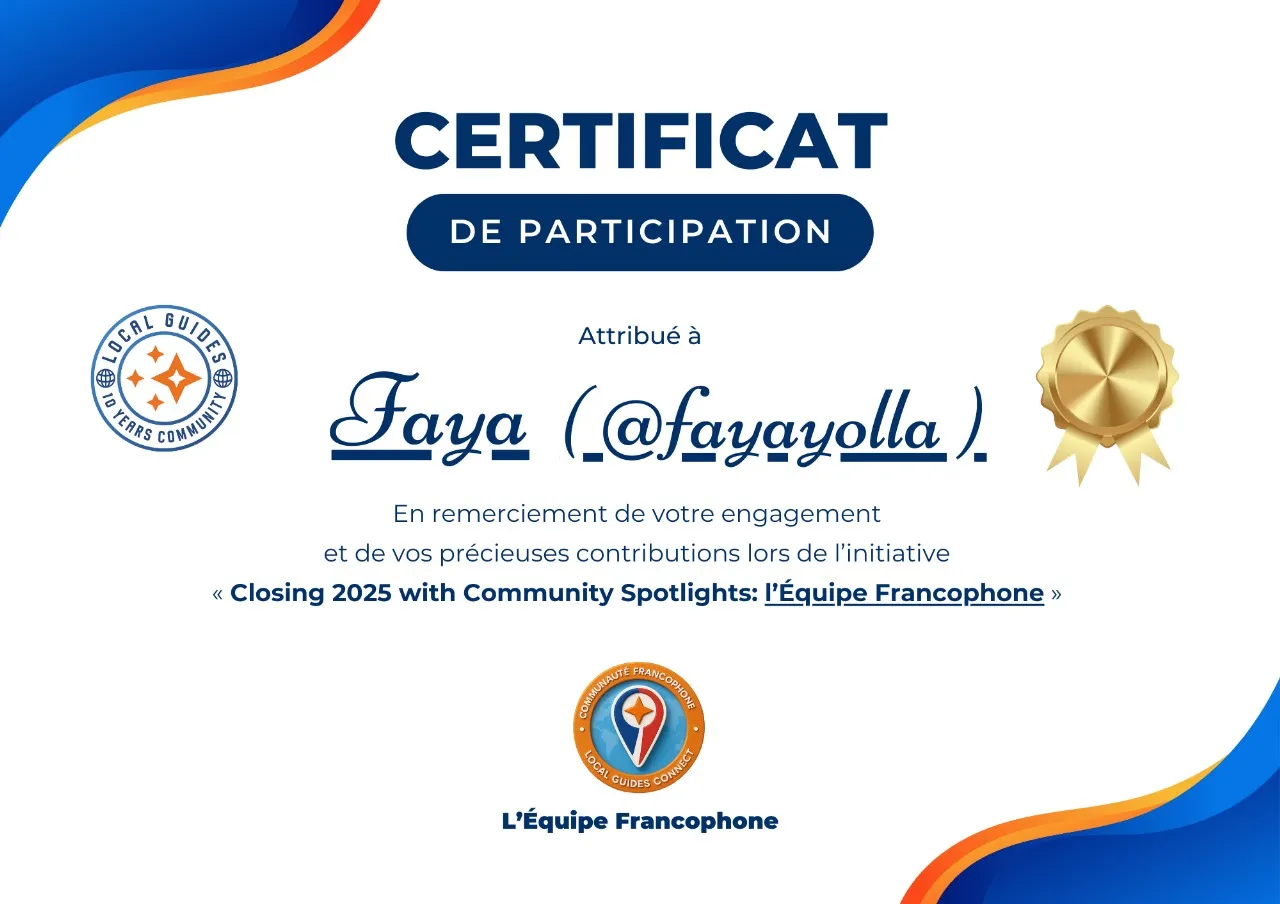 CERTIFICAT
DE PARTICIPATION
LOCAL GUIDES
10 YEARS COMMUNITY
Attribué à
Faya ( @fayayolla )
En remerciement de votre engagement
et de vos précieuses contributions lors de l’initiative
« Closing 2025 with Community Spotlights: l’Équipe Francophone »
COMMUNAUTÉ FRANCOPHONE
LOCAL GUIDES CONNECT
L’Équipe Francophone